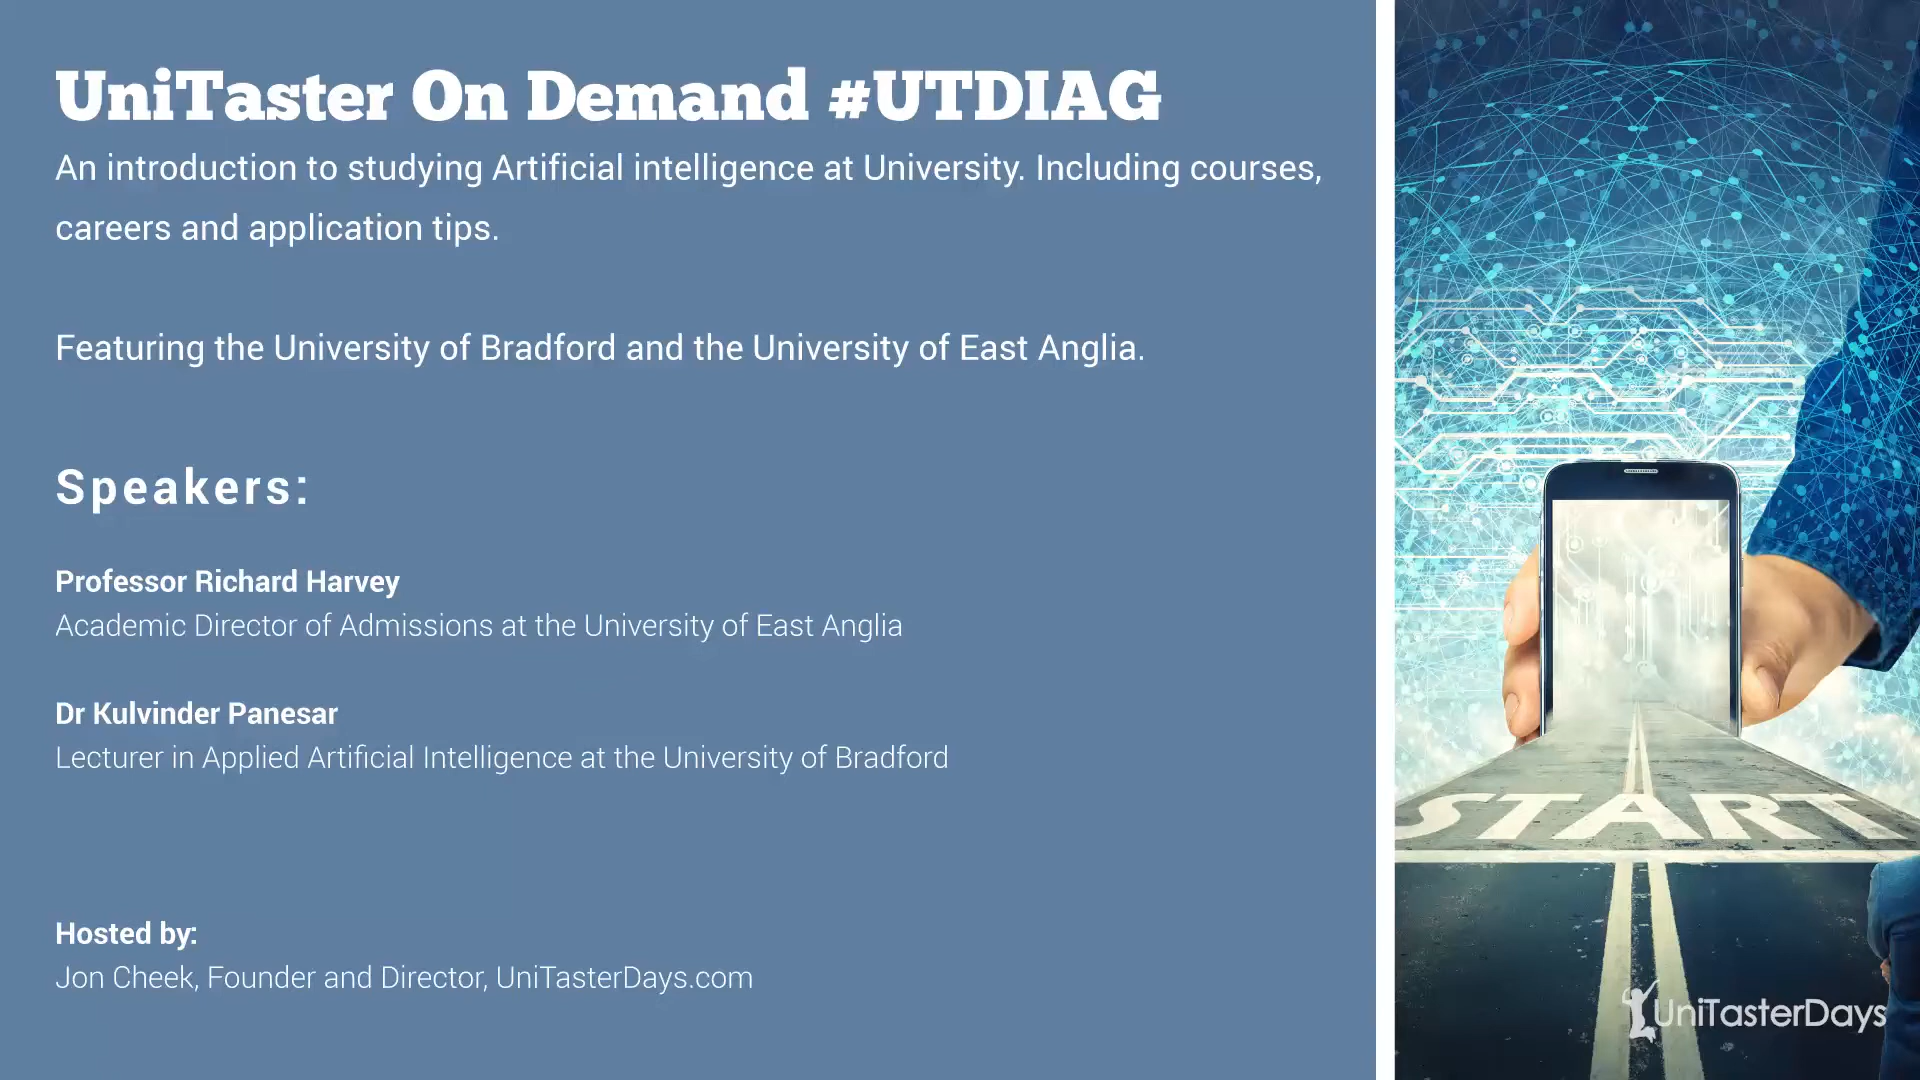 UniTaster On Demand #UTDIAG
An introduction to studying Artificial intelligence at University. Including courses,
careers and application tips.
Featuring the University of Bradford and the University of East Anglia.
Speakers:
Professor Richard Harvey
Academic Director of Admissions at the University of East Anglia
Dr Kulvinder Panesar
Lecturer in Applied Artificial Intelligence at the University of Bradford
Hosted by:
Jon Cheek, Founder and Director, UniTasterDays.com
START
UniTasterDays